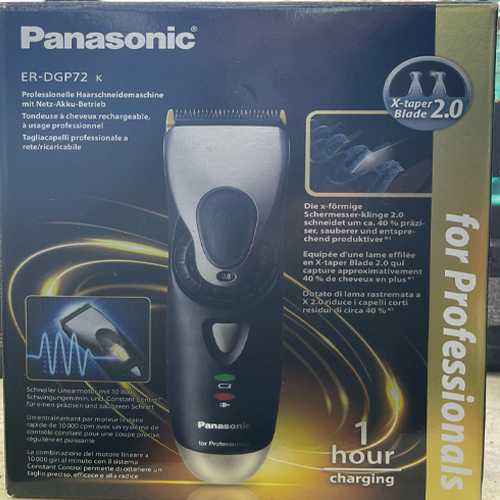 Panasonic
ER-DGP72 K
Professionelle Haarschneidemaschine
mit Netz-Akku-Betrieb
Tondeuse à cheveux rechargeable,
à usage professionnel
Tagliacapelli professionale a
rete/ricaricabile
X-taper
Blade 2.0
for Professionals
Die x-förmige
Schermesser-klinge 2.0
schneidet um ca. 40 % präzi-
ser, sauberer und entspre-
chend produktiver*¹
Equipée d'une lame effilée
en X-taper Blade 2.0 qui
capture approximativement
40 % de cheveux en plus*¹
Dotato di lama rastremata a
X 2.0 riduce i capelli corti
residui di circa 40 %*¹
Schneller Linearmotor mit 10 000
Schwingungen/min. und Constant Control
für einen präzisen und sauberen Schnitt
Un entraînement par moteur linéaire
rapide de 10 000 cpm avec un système de
contrôle constant pour une coupe précise,
régulière et puissante
La combinazione del motore lineare a
10 000 giri al minuto con il sistema
Constant Control permette di ottenere un
taglio preciso, efficace e alla radice
0.8
Panasonic
for Professionals
1
hour
charging